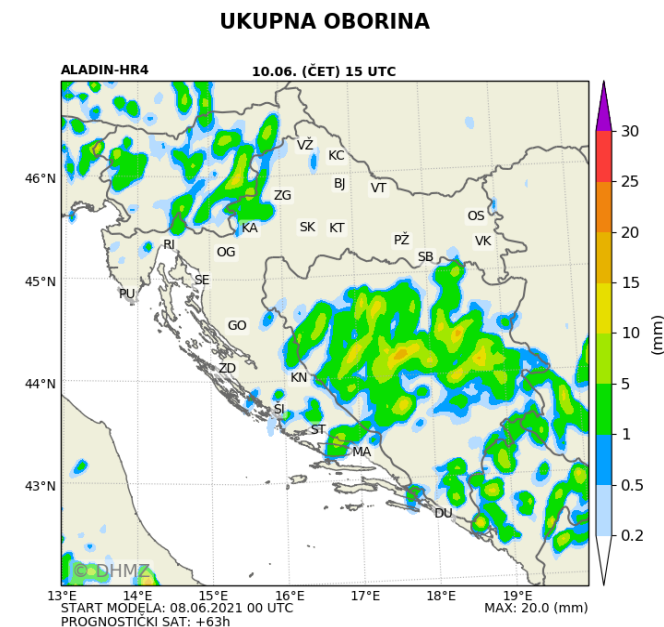 UKUPNA OBORINA
ALADIN-HR4 10.06. (ČET) 15 UTC
VŽ
KC
46°N
BJ
VT
ZG
OS
KA
SK KT
PŽ VK
RI
OG
SB
45°N
SE
PU
GO
ZD
44°N
KN
ŠI
ST
MA
43°N
DU
© DHMZ
13°E 14°E 15°E 16°E 17°E 18°E 19°E
30
25
20
15
10
5
1
0.5
0.2
(mm)
START MODELA: 08.06.2021 00 UTC MAX: 20.0 (mm)
PROGNOSTIČKI SAT: +63h